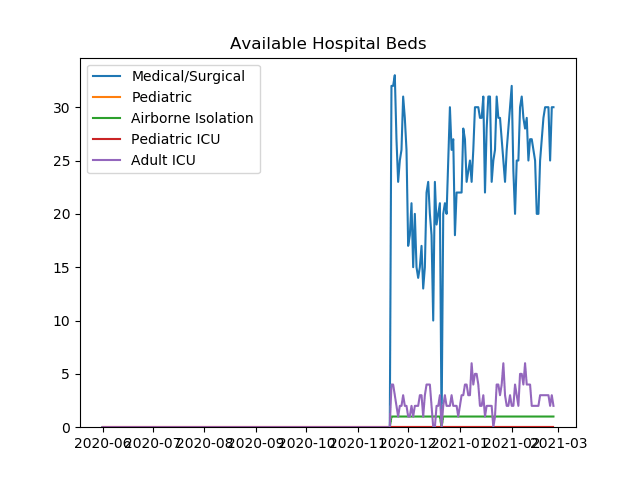 Available Hospital Beds
Medical/Surgical
Pediatric
Airborne Isolation
Pediatric ICU
Adult ICU
30
25
20
15
10
5
0
2020-06 2020-07 2020-08 2020-09 2020-10 2020-11 2020-12 2021-01 2021-02 2021-03